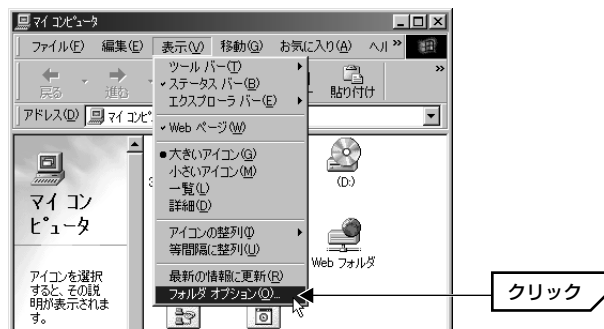 マイ コンピュータ
ファイル(F) 編集(E) 表示(V) 移動(G) お気に入り(A) ヘル »
戻る 進む 貼り付け »
アドレス(D) マイ コンピ
ツール バー(T)
ステータス バー(B)
エクスプローラ バー(E)
Web ページ(W)
大きいアイコン(G)
小さいアイコン(M)
一覧(L)
詳細(D)
アイコンの整列(I)
等間隔に整列(U)
最新の情報に更新(R)
フォルダ オプション(O)...
マイ コン
ピュータ
アイコンを選択
すると、その説
明が表示されま
す。
(D:)
Web フォルダ
クリック